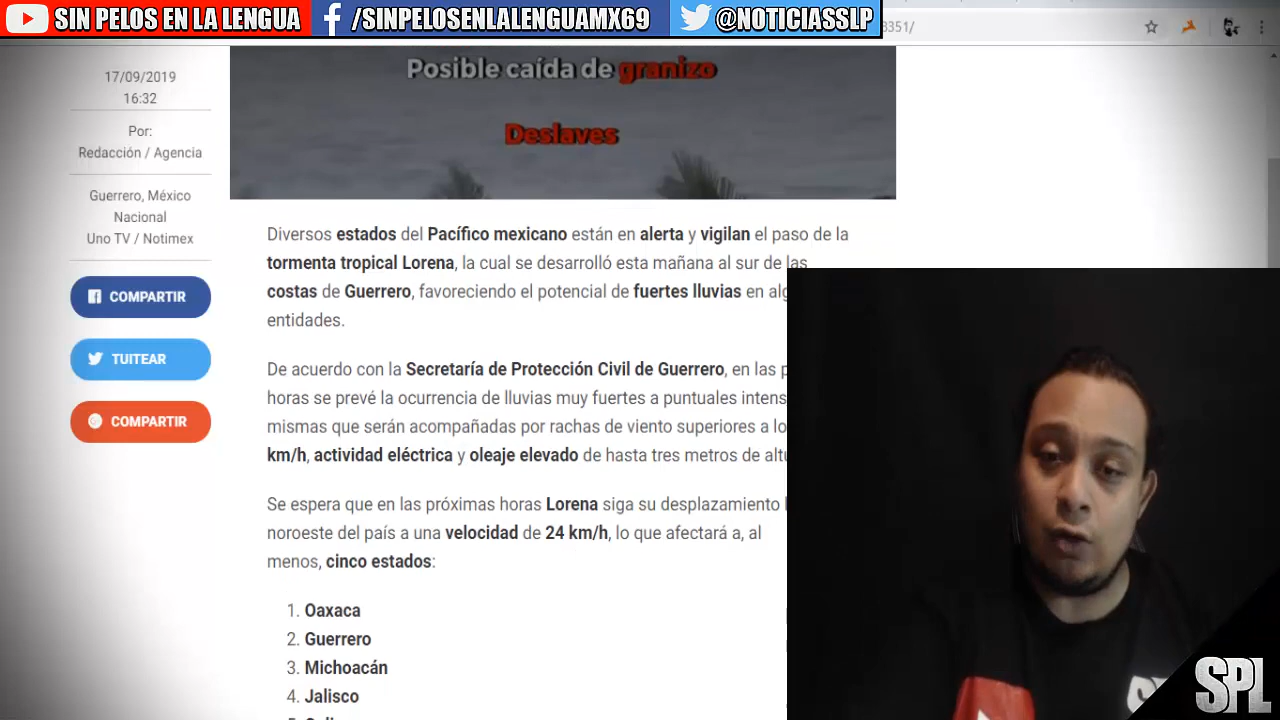 SIN PELOS EN LA LENGUA
/SINPELOSENLALENGUAMX69
@NOTICIASSLP
3351/
Posible caída de granizo
Deslaves
17/09/2019
16:32
Por:
Redacción / Agencia
Guerrero, México
Nacional
Uno TV / Notimex
COMPARTIR
TUITEAR
COMPARTIR
Diversos estados del Pacífico mexicano están en alerta y vigilan el paso de la
tormenta tropical Lorena, la cual se desarrolló esta mañana al sur de las
costas de Guerrero, favoreciendo el potencial de fuertes lluvias en
entidades.
De acuerdo con la Secretaría de Protección Civil de Guerrero, en las
horas se prevé la ocurrencia de lluvias muy fuertes a puntuales
mismas que serán acompañadas por rachas de viento superiores a
km/h, actividad eléctrica y oleaje elevado de hasta tres metros de
Se espera que en las próximas horas Lorena siga su desplazamiento
noroeste del país a una velocidad de 24 km/h, lo que afectará a, al
menos, cinco estados:
1. Oaxaca
2. Guerrero
3. Michoacán
4. Jalisco
SPL